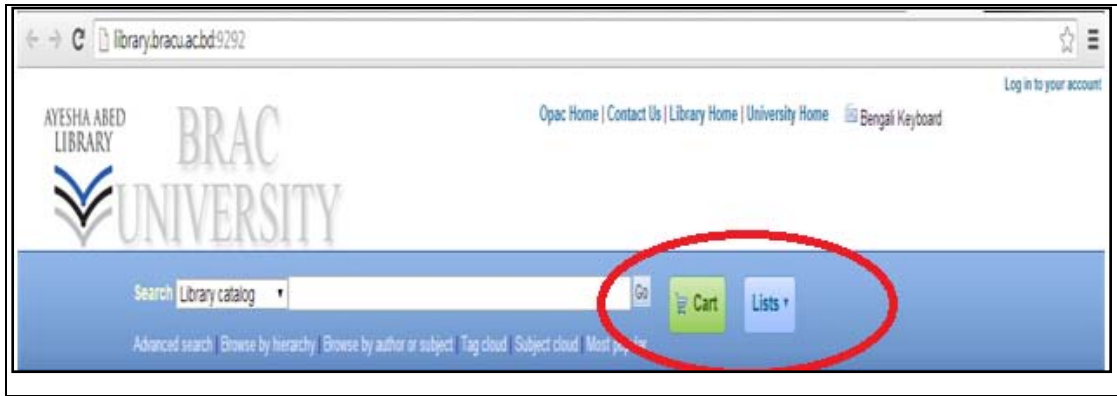 library.bracu.ac.bd:9292
Log in to your account
Opac Home | Contact Us | Library Home | University Home Bengali Keyboard
AYESHA ABED
LIBRARY
BRAC
UNIVERSITY
Search Library catalog Go Cart Lists
Advanced search | Browse by hierarchy | Browse by author or subject | Tag cloud | Subject cloud | Most